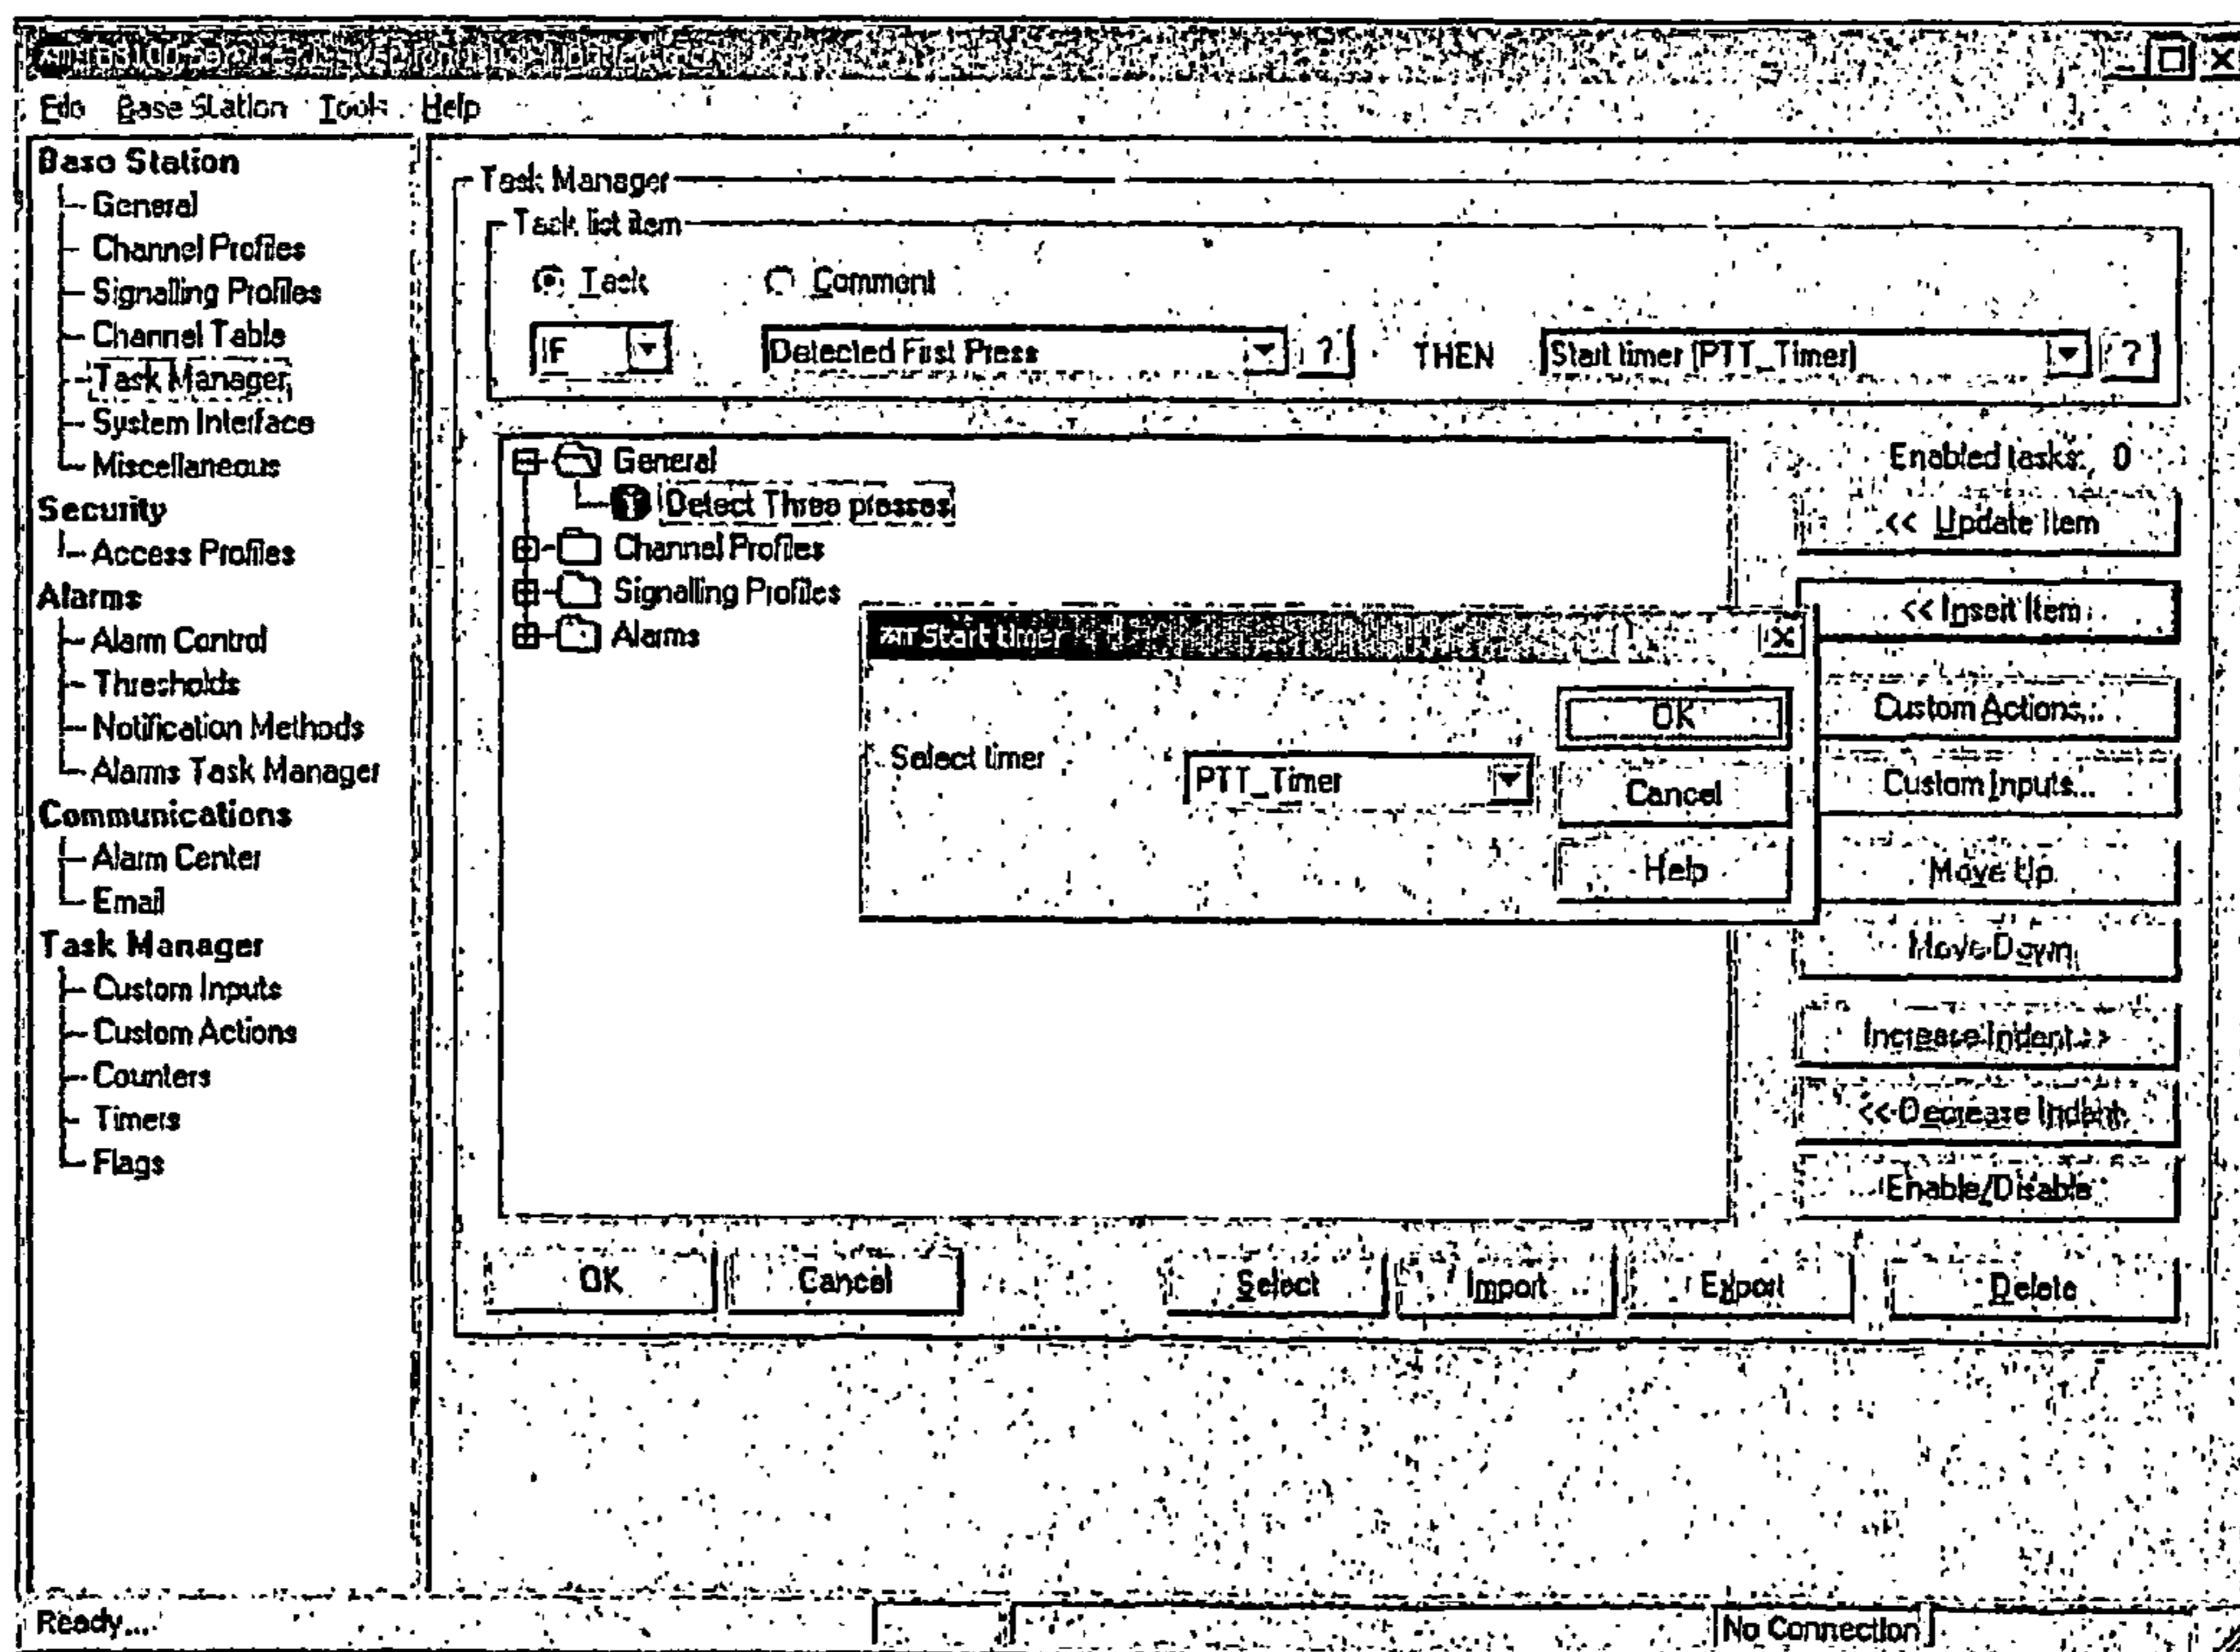 Base Station Tools Help
Base Station
General
Channel Profiles
Signalling Profiles
Channel Table
Task Manager
System Interface
Miscellaneous
Security
Access Profiles
Alarms
Alarm Control
Thresholds
Notification Methods
Alarms Task Manager
Communications
Alarm Center
Email
Task Manager
Custom Inputs
Custom Actions
Counters
Timers
Flags
Task Manager
Task list item
Task Comment
IF Detected First Press ? THEN Start timer [PTT_Timer] ?
General
Detect Three presses
Channel Profiles
Signalling Profiles
Alarms
Enabled tasks: 0
<< Update Item
<< Insert Item
Custom Actions...
Custom Inputs...
Move Up
Move Down
Increase Indent >>
<< Decrease Indent
Enable/Disable
Start timer
Select timer PTT_Timer
OK
Cancel
Help
OK Cancel Select Import Export Delete
Ready... No Connection